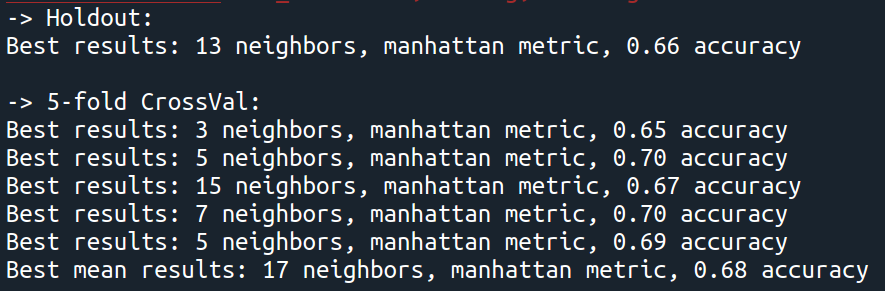 -> Holdout:
Best results: 13 neighbors, manhattan metric, 0.66 accuracy
-> 5-fold CrossVal:
Best results: 3 neighbors, manhattan metric, 0.65 accuracy
Best results: 5 neighbors, manhattan metric, 0.70 accuracy
Best results: 15 neighbors, manhattan metric, 0.67 accuracy
Best results: 7 neighbors, manhattan metric, 0.70 accuracy
Best results: 5 neighbors, manhattan metric, 0.69 accuracy
Best mean results: 17 neighbors, manhattan metric, 0.68 accuracy